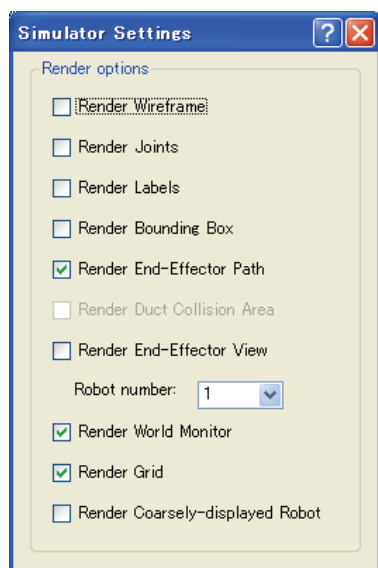 Simulator Settings
Render options
Render Wireframe
Render Joints
Render Labels
Render Bounding Box
Render End-Effector Path
Render Duct Collision Area
Render End-Effector View
Robot number: 1
Render World Monitor
Render Grid
Render Coarsely-displayed Robot